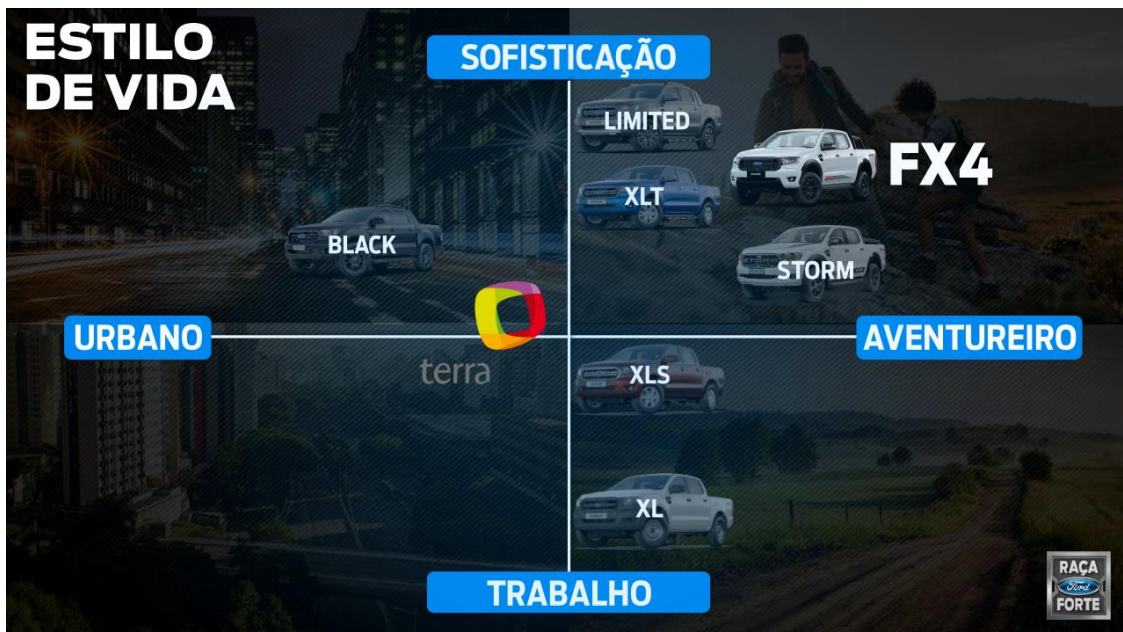 ESTILO
DE VIDA
SOFISTICAÇÃO
LIMITED
FX4
XLT
BLACK
STORM
URBANO
AVENTUREIRO
terra
XLS
XL
TRABALHO
RAÇA
Ford
FORTE